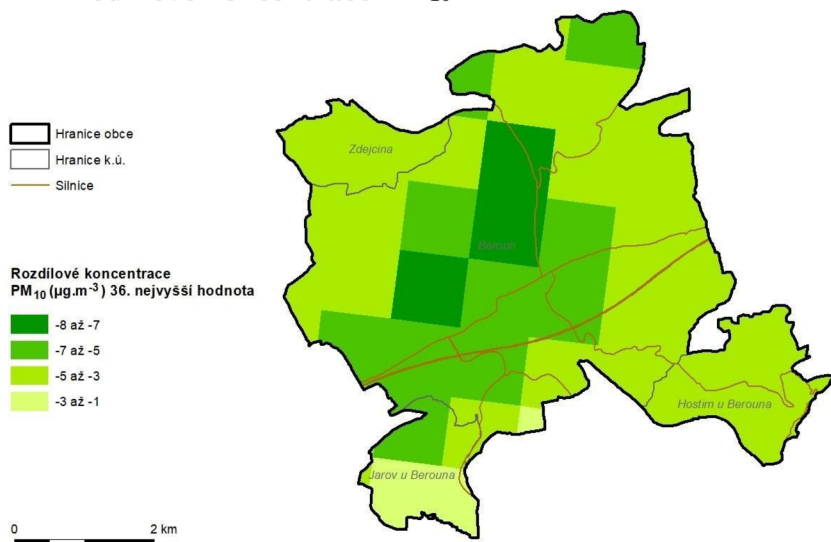 Hranice obce
Hranice k.ú.
Silnice
Rozdílové koncentrace
PM10 (µg.m-3) 36. nejvyšší hodnota
-8 až -7
-7 až -5
-5 až -3
-3 až -1
0 2 km
Zdejcina
Beroun
Hostim u Berouna
Jarov u Berouna